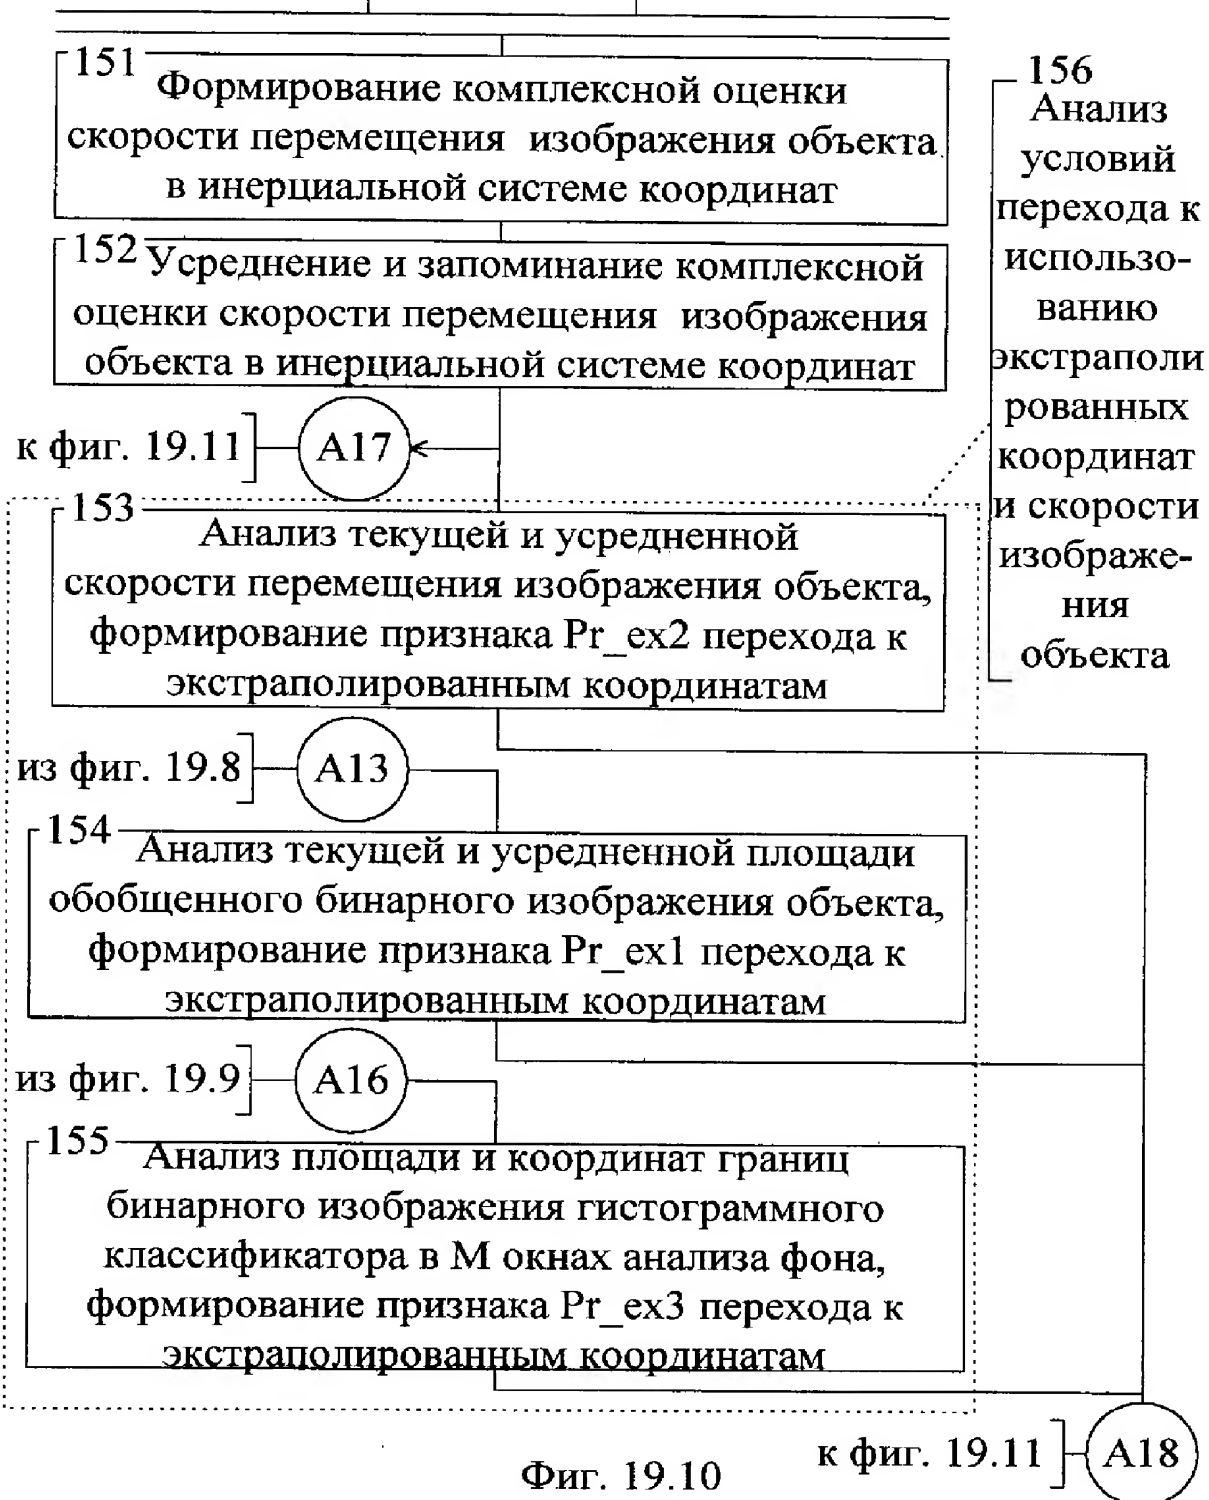 151
Формирование комплексной оценки
скорости перемещения изображения объекта
в инерциальной системе координат
152
Усреднение и запоминание комплексной
оценки скорости перемещения изображения
объекта в инерциальной системе координат
к фиг. 19.11
А17
153
Анализ текущей и усредненной
скорости перемещения изображения объекта,
формирование признака Pr_ex2 перехода к
экстраполированным координатам
из фиг. 19.8
А13
154
Анализ текущей и усредненной площади
обобщенного бинарного изображения объекта,
формирование признака Pr_ex1 перехода к
экстраполированным координатам
из фиг. 19.9
А16
155
Анализ площади и координат границ
бинарного изображения гистограммного
классификатора в М окнах анализа фона,
формирование признака Pr_ex3 перехода к
экстраполированным координатам
156
Анализ
условий
перехода к
использо-
ванию
экстраполи
рованных
координат
и скорости
изображе-
ния
объекта
к фиг. 19.11
А18
Фиг. 19.10